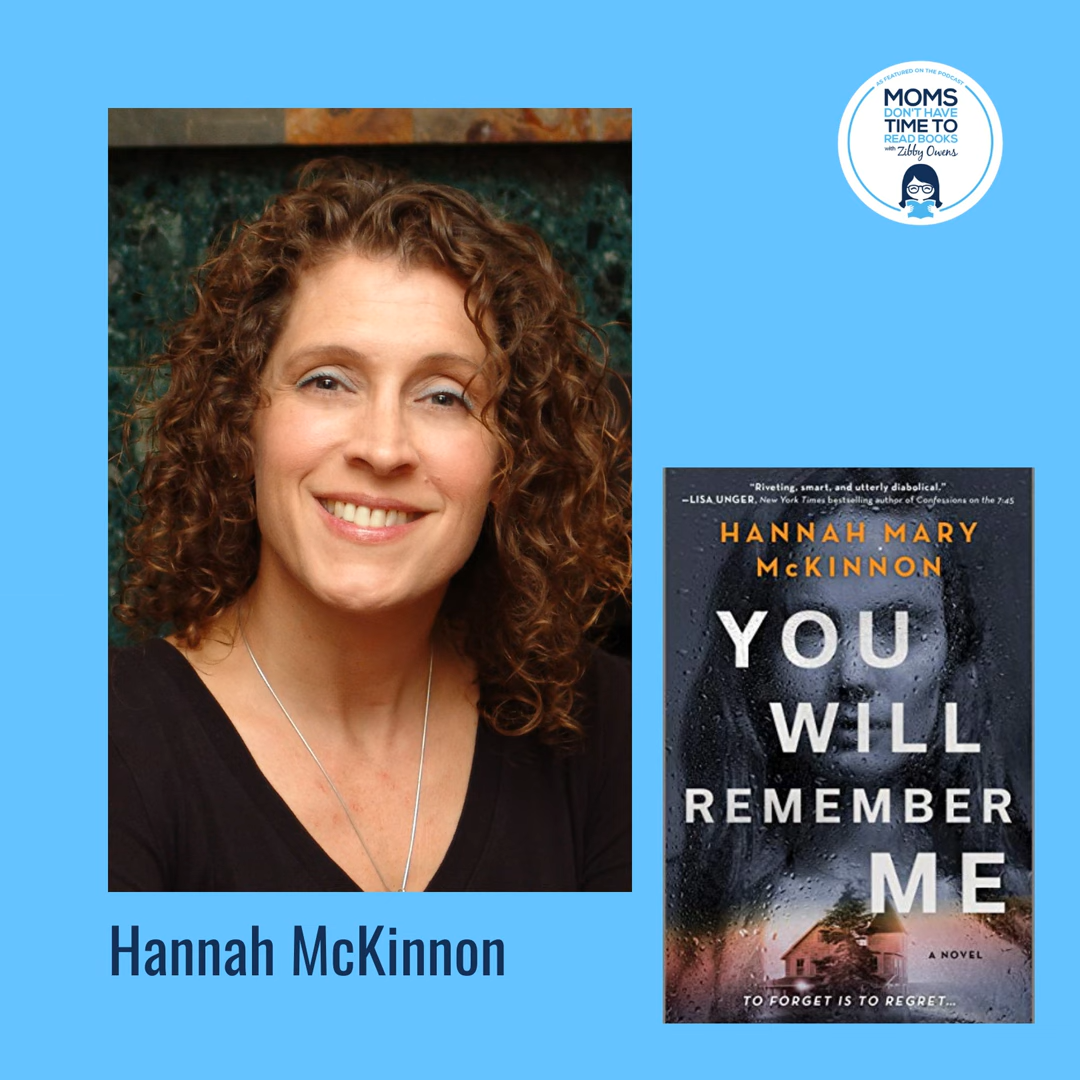 AS FEATURED ON THE PODCAST
MOMS
DON'T HAVE
TIME TO
READ BOOKS
with Zibby Owens
"Riveting, smart, and utterly diabolical."
—LISA UNGER, New York Times bestselling author of Confessions on the 7:45
HANNAH MARY
McKINNON
YOU
WILL
REMEMBER
ME
A NOVEL
TO FORGET IS TO REGRET...
Hannah McKinnon